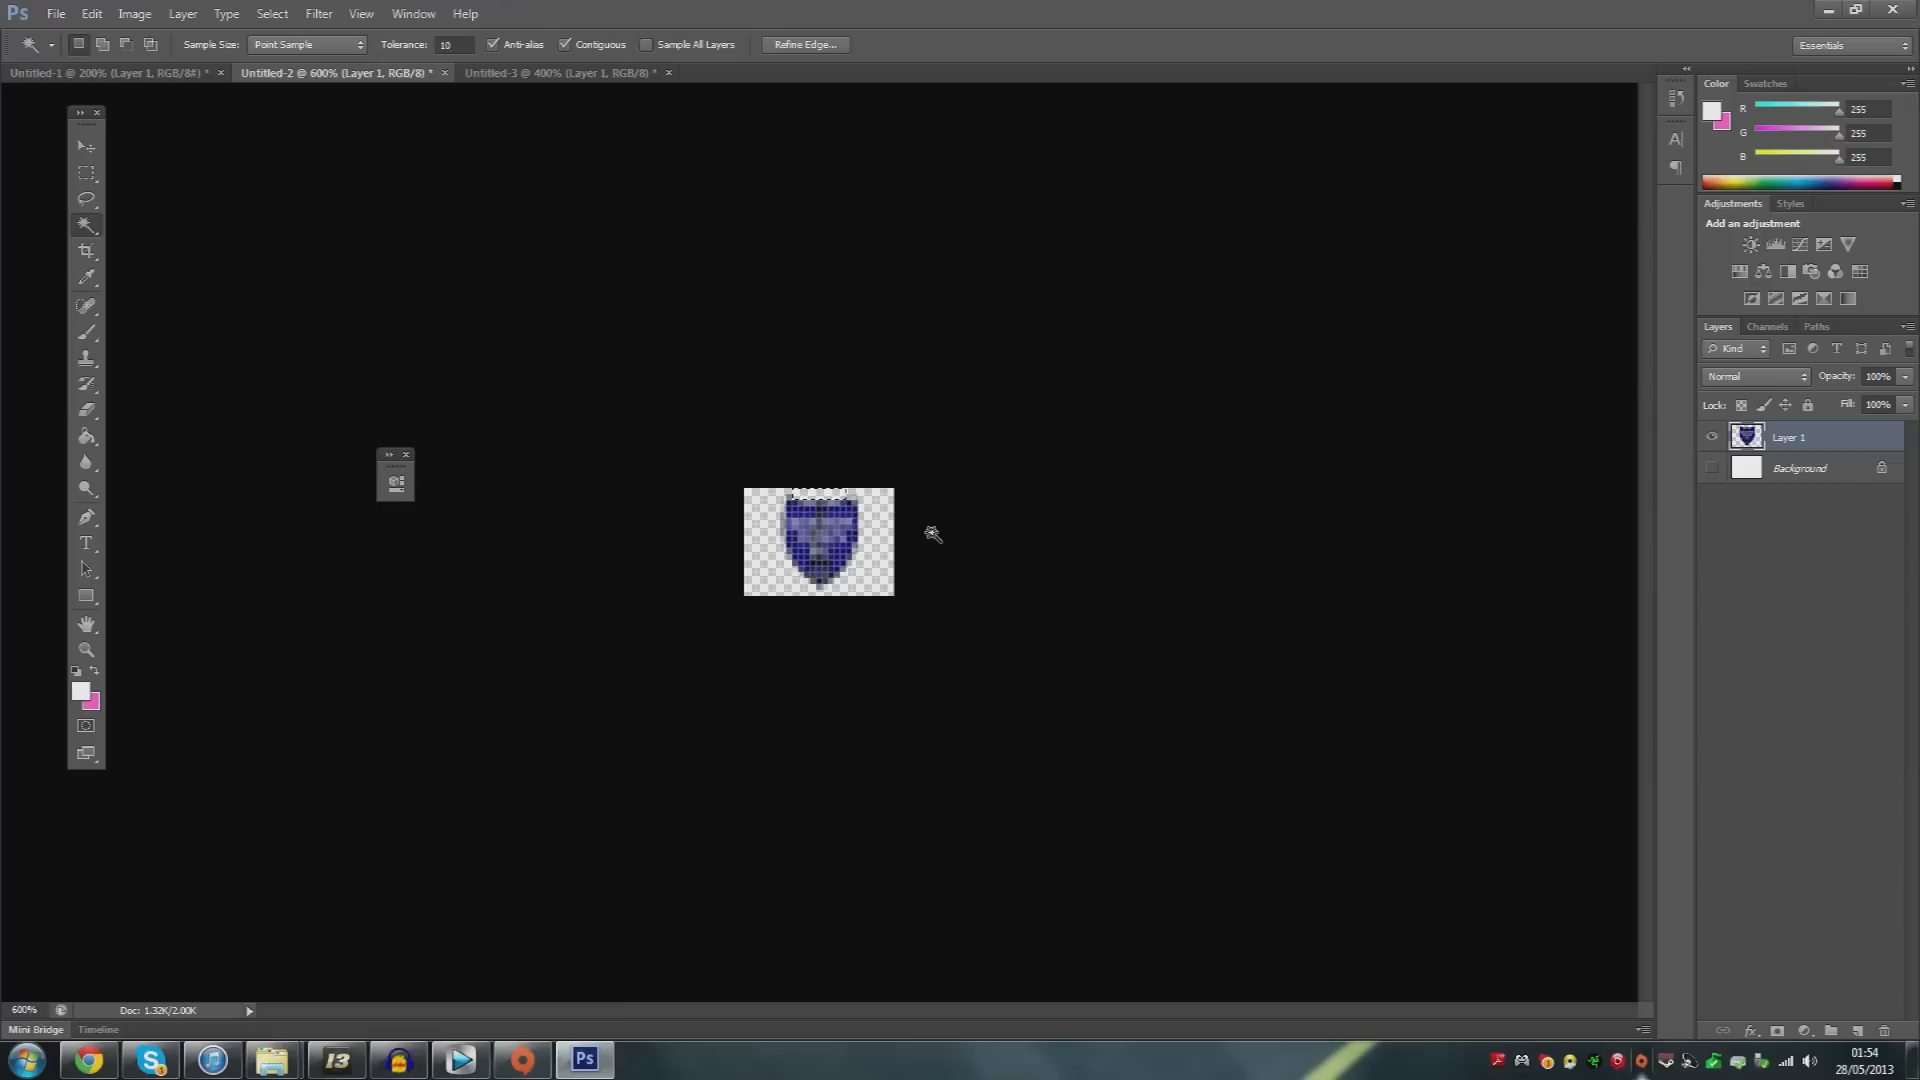 Ps File Edit Image Layer Type Select Filter View Window Help
Sample Size: Point Sample Tolerance: 10 Anti-alias Contiguous Sample All Layers Refine Edge... Essentials
Untitled-1 @ 200% (Layer 1, RGB/8#) * × Untitled-2 @ 600% (Layer 1, RGB/8) * × Untitled-3 @ 400% (Layer 1, RGB/8) * ×
Color Swatches
R 255
G 255
B 255
Adjustments Styles
Add an adjustment
Layers Channels Paths
Kind
Normal Opacity: 100%
Lock: Fill: 100%
Layer 1
Background
600% Doc: 1.32K/2.00K
Mini Bridge Timeline
13
Ps
01:54
28/05/2013